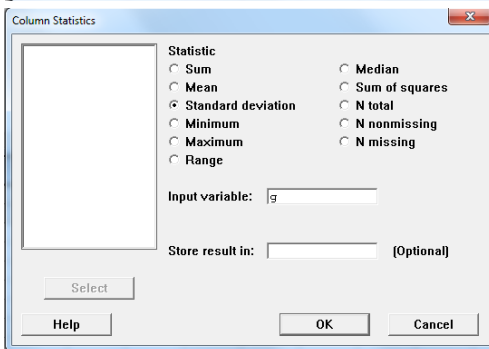 Column Statistics
Statistic
Sum
Mean
Standard deviation
Minimum
Maximum
Range
Median
Sum of squares
N total
N nonmissing
N missing
Input variable: g
Store result in: (Optional)
Select
Help OK Cancel